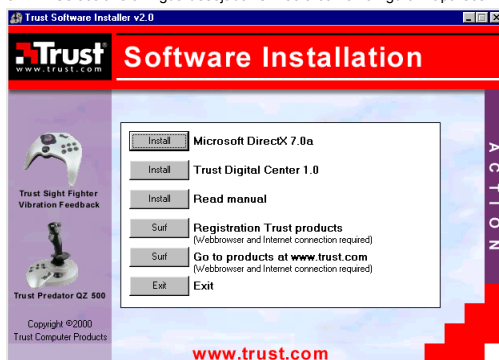 Trust Software Installer v2.0
Trust
www.trust.com
Software Installation
Install Microsoft DirectX 7.0a
Install Trust Digital Center 1.0
Install Read manual
Surf Registration Trust products
(Webbrowser and Internet connection required)
Surf Go to products at www.trust.com
(Webbrowser and Internet connection required)
Exit Exit
Trust Sight Fighter
Vibration Feedback
Trust Predator QZ 500
Copyright ©2000
Trust Computer Products
ACTION
www.trust.com